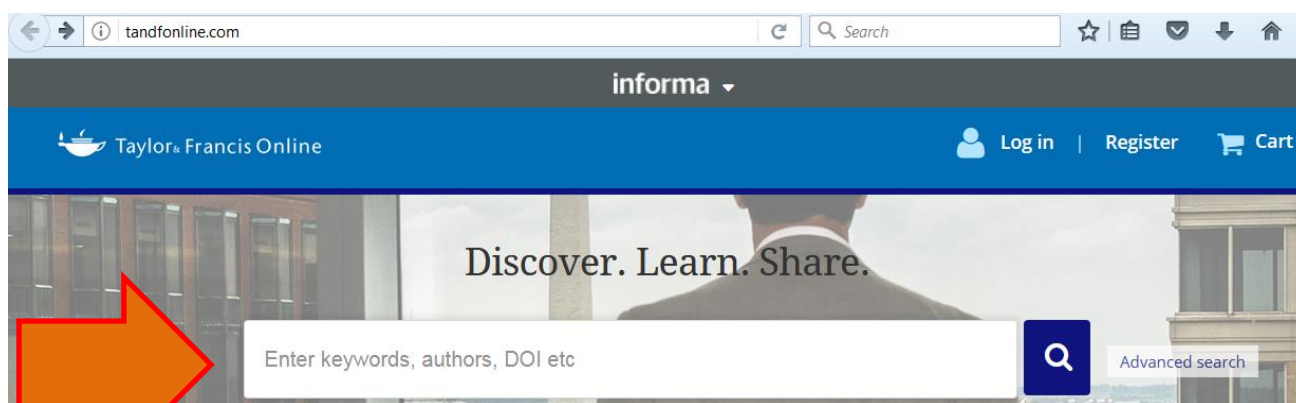 tandfonline.com
Search
informa
Taylor & Francis Online
Log in | Register Cart
Discover. Learn. Share.
Enter keywords, authors, DOI etc
Advanced search